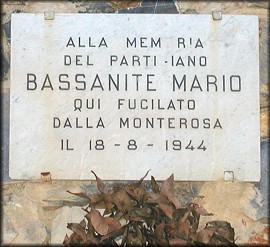 ALLA MEM R'A
DEL PARTI-IANO
BASSANITE MARIO
QUI FUCILATO
DALLA MONTEROSA
IL 18-8-1944